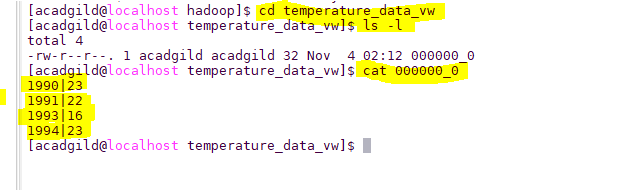 [acadgild@localhost hadoop]$ cd temperature_data_vw
[acadgild@localhost temperature_data_vw]$ ls -l
total 4
-rw-r--r--. 1 acadgild acadgild 32 Nov  4 02:12 000000_0
[acadgild@localhost temperature_data_vw]$ cat 000000_0
1990|23
1991|22
1993|16
1994|23
[acadgild@localhost temperature_data_vw]$